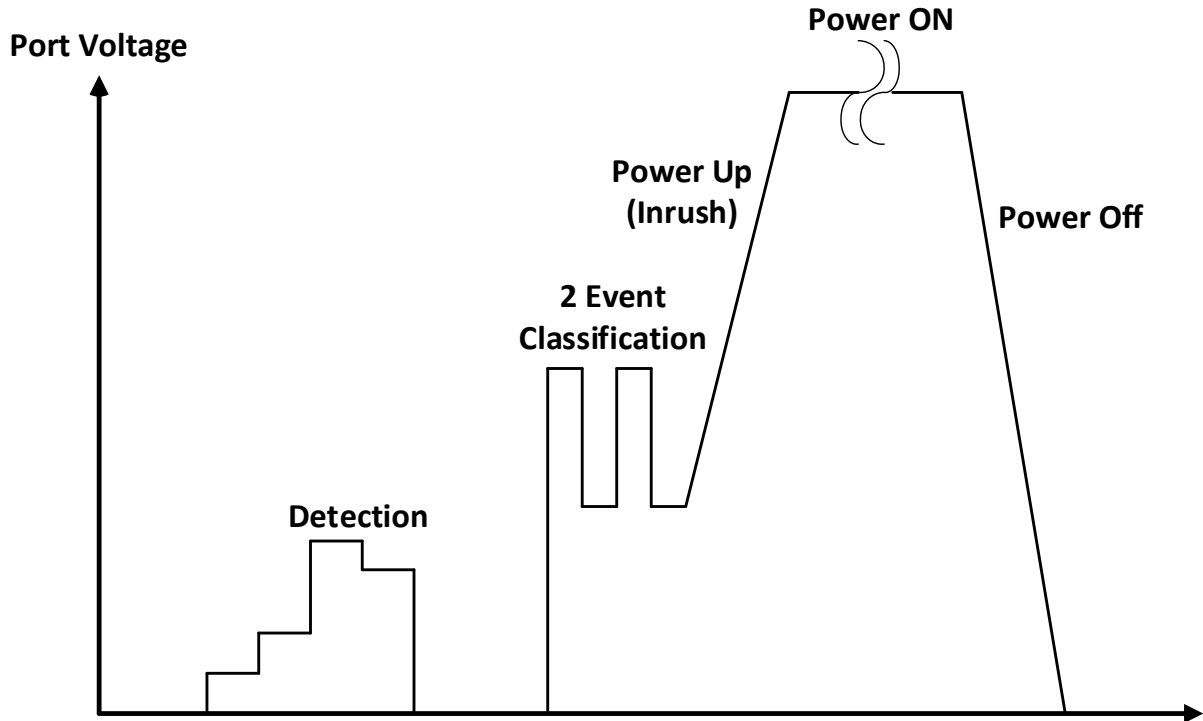 Power ON
Port Voltage
Power Up
(Inrush)
Power Off
2 Event
Classification
Detection